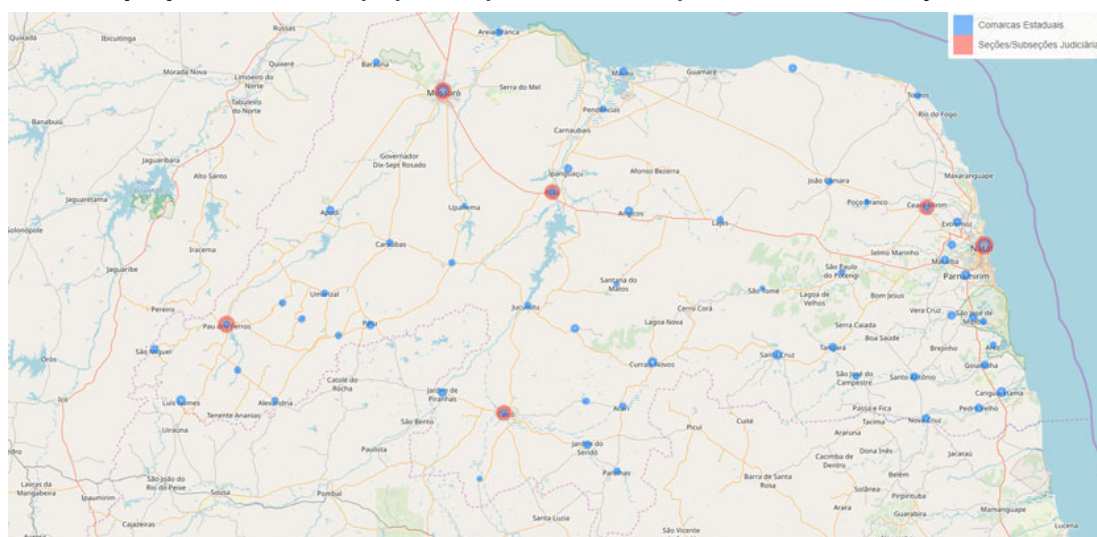 Comarcas Estaduais
Seções/Subseções Judiciária
Quixadá
Ibicuitinga
Russas
Quixeré
Areia Branca
Baraúna
Morada Nova
Limoeiro do
Norte
Tabuleiro
do Norte
Mossoró
Serra do Mel
Macau
Guamaré
Touros
Rio do Fogo
Banabuiú
Pendências
Carnaubais
Jaguaribara
Alto Santo
Governador
Dix-Sept Rosado
Ipanguaçu
Afonso Bezerra
João Câmara
Maxaranguape
Jaguaretama
Apodi
Upanema
Angicos
Lajes
Poço Branco
Ceará-Mirim
Extremoz
Solonópole
Iracema
Caraúbas
Ielmo Marinho
Natal
Macaíba
Jaguaribe
Santana do
Matos
São Paulo
do Potengi
Parnamirim
Pereiro
Umarizal
Jucurutu
Cerro Corá
São Tomé
Lagoa de
Velhos
Bom Jesus
Vera Cruz
São José de
Mipibu
Pau dos Ferros
Patu
Lagoa Nova
Serra Caiada
Boa Saúde
Brejinho
Arez
Orós
São Miguel
Currais Novos
Santa Cruz
Tangará
Goianinha
Catolé do
Rocha
Jardim de
Piranhas
São José do
Campestre
Santo Antônio
Canguaretama
Icó
Luís Gomes
Tenente Ananias
Alexandria
São Bento
Caicó
Acari
Picuí
Cuité
Passa e Fica
Tacima
Nova Cruz
Pedro Velho
Uiraúna
Paulista
Jardim do
Seridó
Araruna
Parelhas
Cacimba de
Dentro
Dona Inês
Jacaraú
Lavras da
Mangabeira
Ipaumirim
São João do
Rio do Peixe
Sousa
Pombal
Barra de Santa
Rosa
Belém
Solânea
Pirpirituba
Guarabira
Mamanguape
Cajazeiras
Santa Luzia
São Vicente
Arara
Lucena